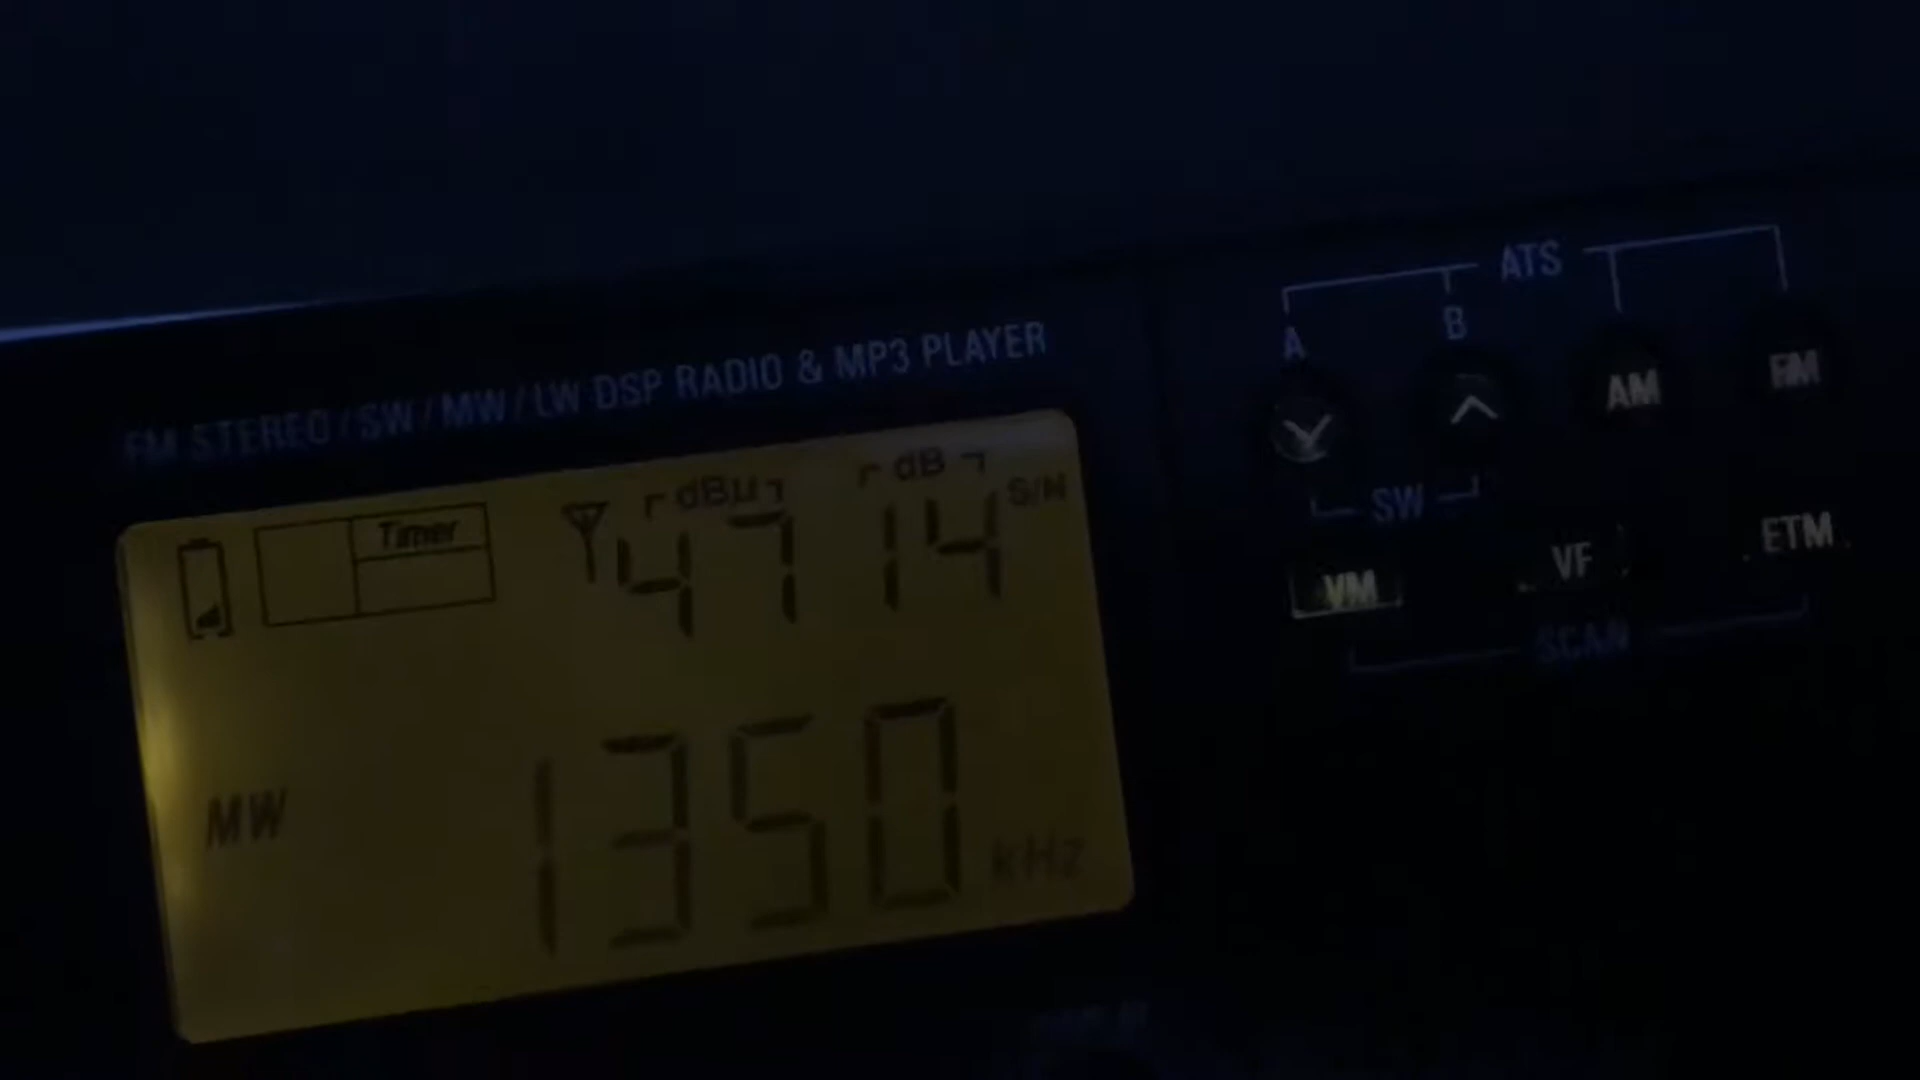 ATS
A B
FM STEREO / SW / MW / LW DSP RADIO & MP3 PLAYER
AM FM
dBµ dB
Timer 47 14 S/N
SW
VM VF ETM
SCAN
MW 1350 kHz